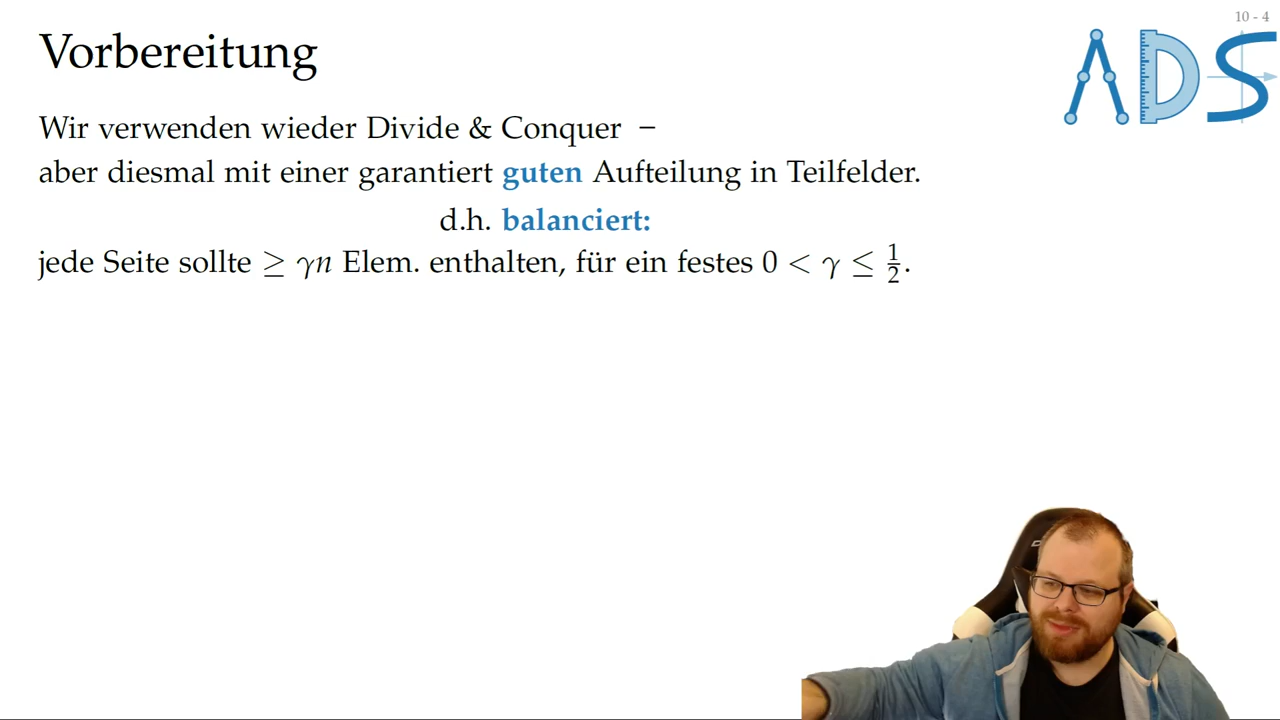 10 - 4
ADS
Vorbereitung
Wir verwenden wieder Divide & Conquer –
aber diesmal mit einer garantiert guten Aufteilung in Teilfelder.
d.h. balanciert:
jede Seite sollte ≥ γn Elem. enthalten, für ein festes 0 < γ ≤ 1/2.